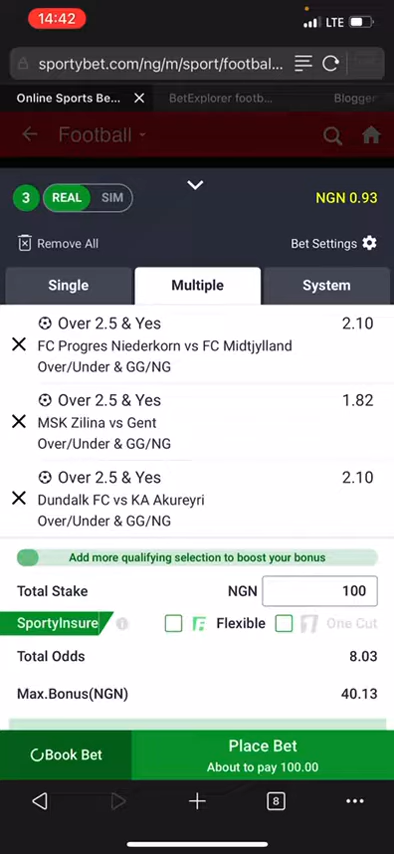 14:42
LTE
sportybet.com/ng/m/sport/footbal...
Online Sports Be...
BetExplorer footb...
Blogger
Football
3 REAL SIM NGN 0.93
Remove All Bet Settings
Single Multiple System
Over 2.5 & Yes 2.10
FC Progres Niederkorn vs FC Midtjylland
Over/Under & GG/NG
Over 2.5 & Yes 1.82
MSK Zilina vs Gent
Over/Under & GG/NG
Over 2.5 & Yes 2.10
Dundalk FC vs KA Akureyri
Over/Under & GG/NG
Add more qualifying selection to boost your bonus
Total Stake NGN 100
SportyInsure Flexible One Cut
Total Odds 8.03
Max.Bonus(NGN) 40.13
Book Bet
Place Bet
About to pay 100.00
8